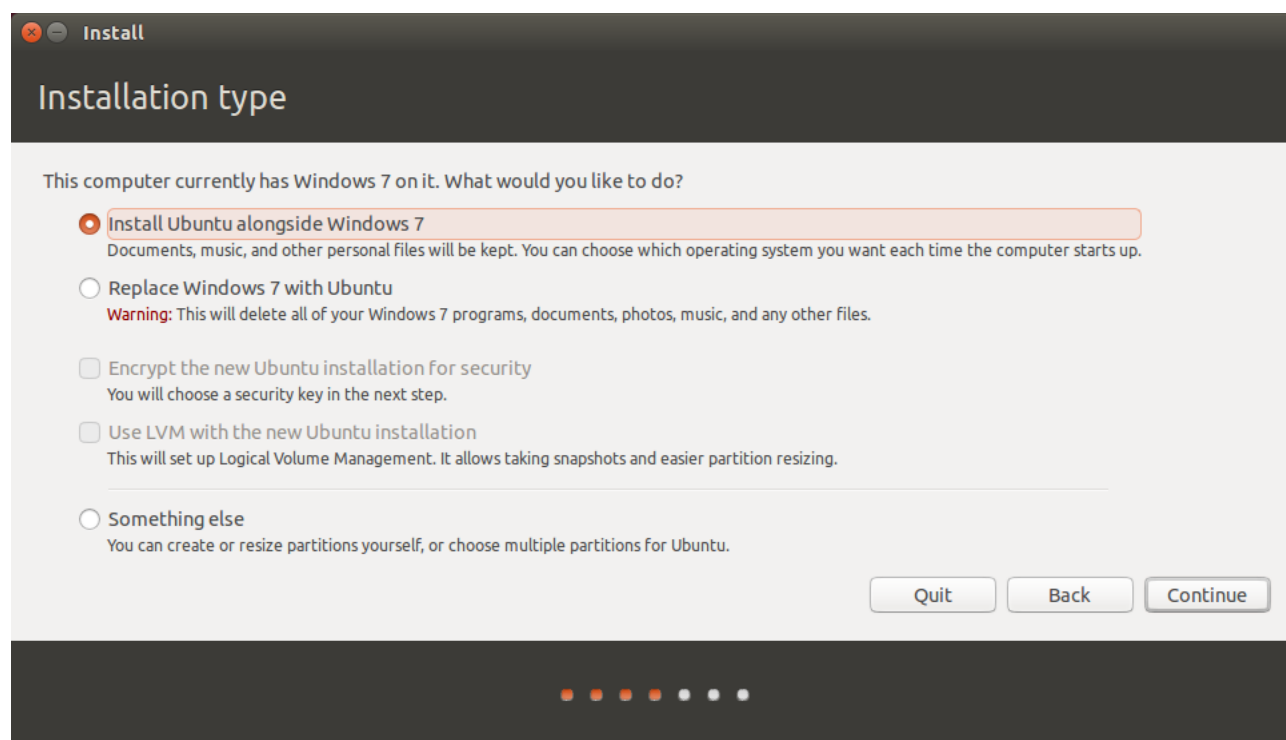 Install
Installation type
This computer currently has Windows 7 on it. What would you like to do?
Install Ubuntu alongside Windows 7
Documents, music, and other personal files will be kept. You can choose which operating system you want each time the computer starts up.
Replace Windows 7 with Ubuntu
Warning: This will delete all of your Windows 7 programs, documents, photos, music, and any other files.
Encrypt the new Ubuntu installation for security
You will choose a security key in the next step.
Use LVM with the new Ubuntu installation
This will set up Logical Volume Management. It allows taking snapshots and easier partition resizing.
Something else
You can create or resize partitions yourself, or choose multiple partitions for Ubuntu.
Quit Back Continue